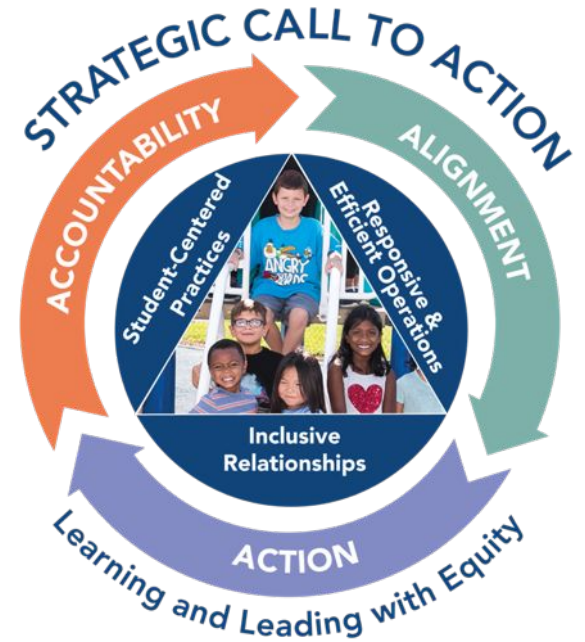 STRATEGIC CALL TO ACTION
ACCOUNTABILITY
ALIGNMENT
Student-Centered
Practices
Responsive &
Efficient Operations
ANGRY
Inclusive
Relationships
ACTION
Learning and Leading with Equity